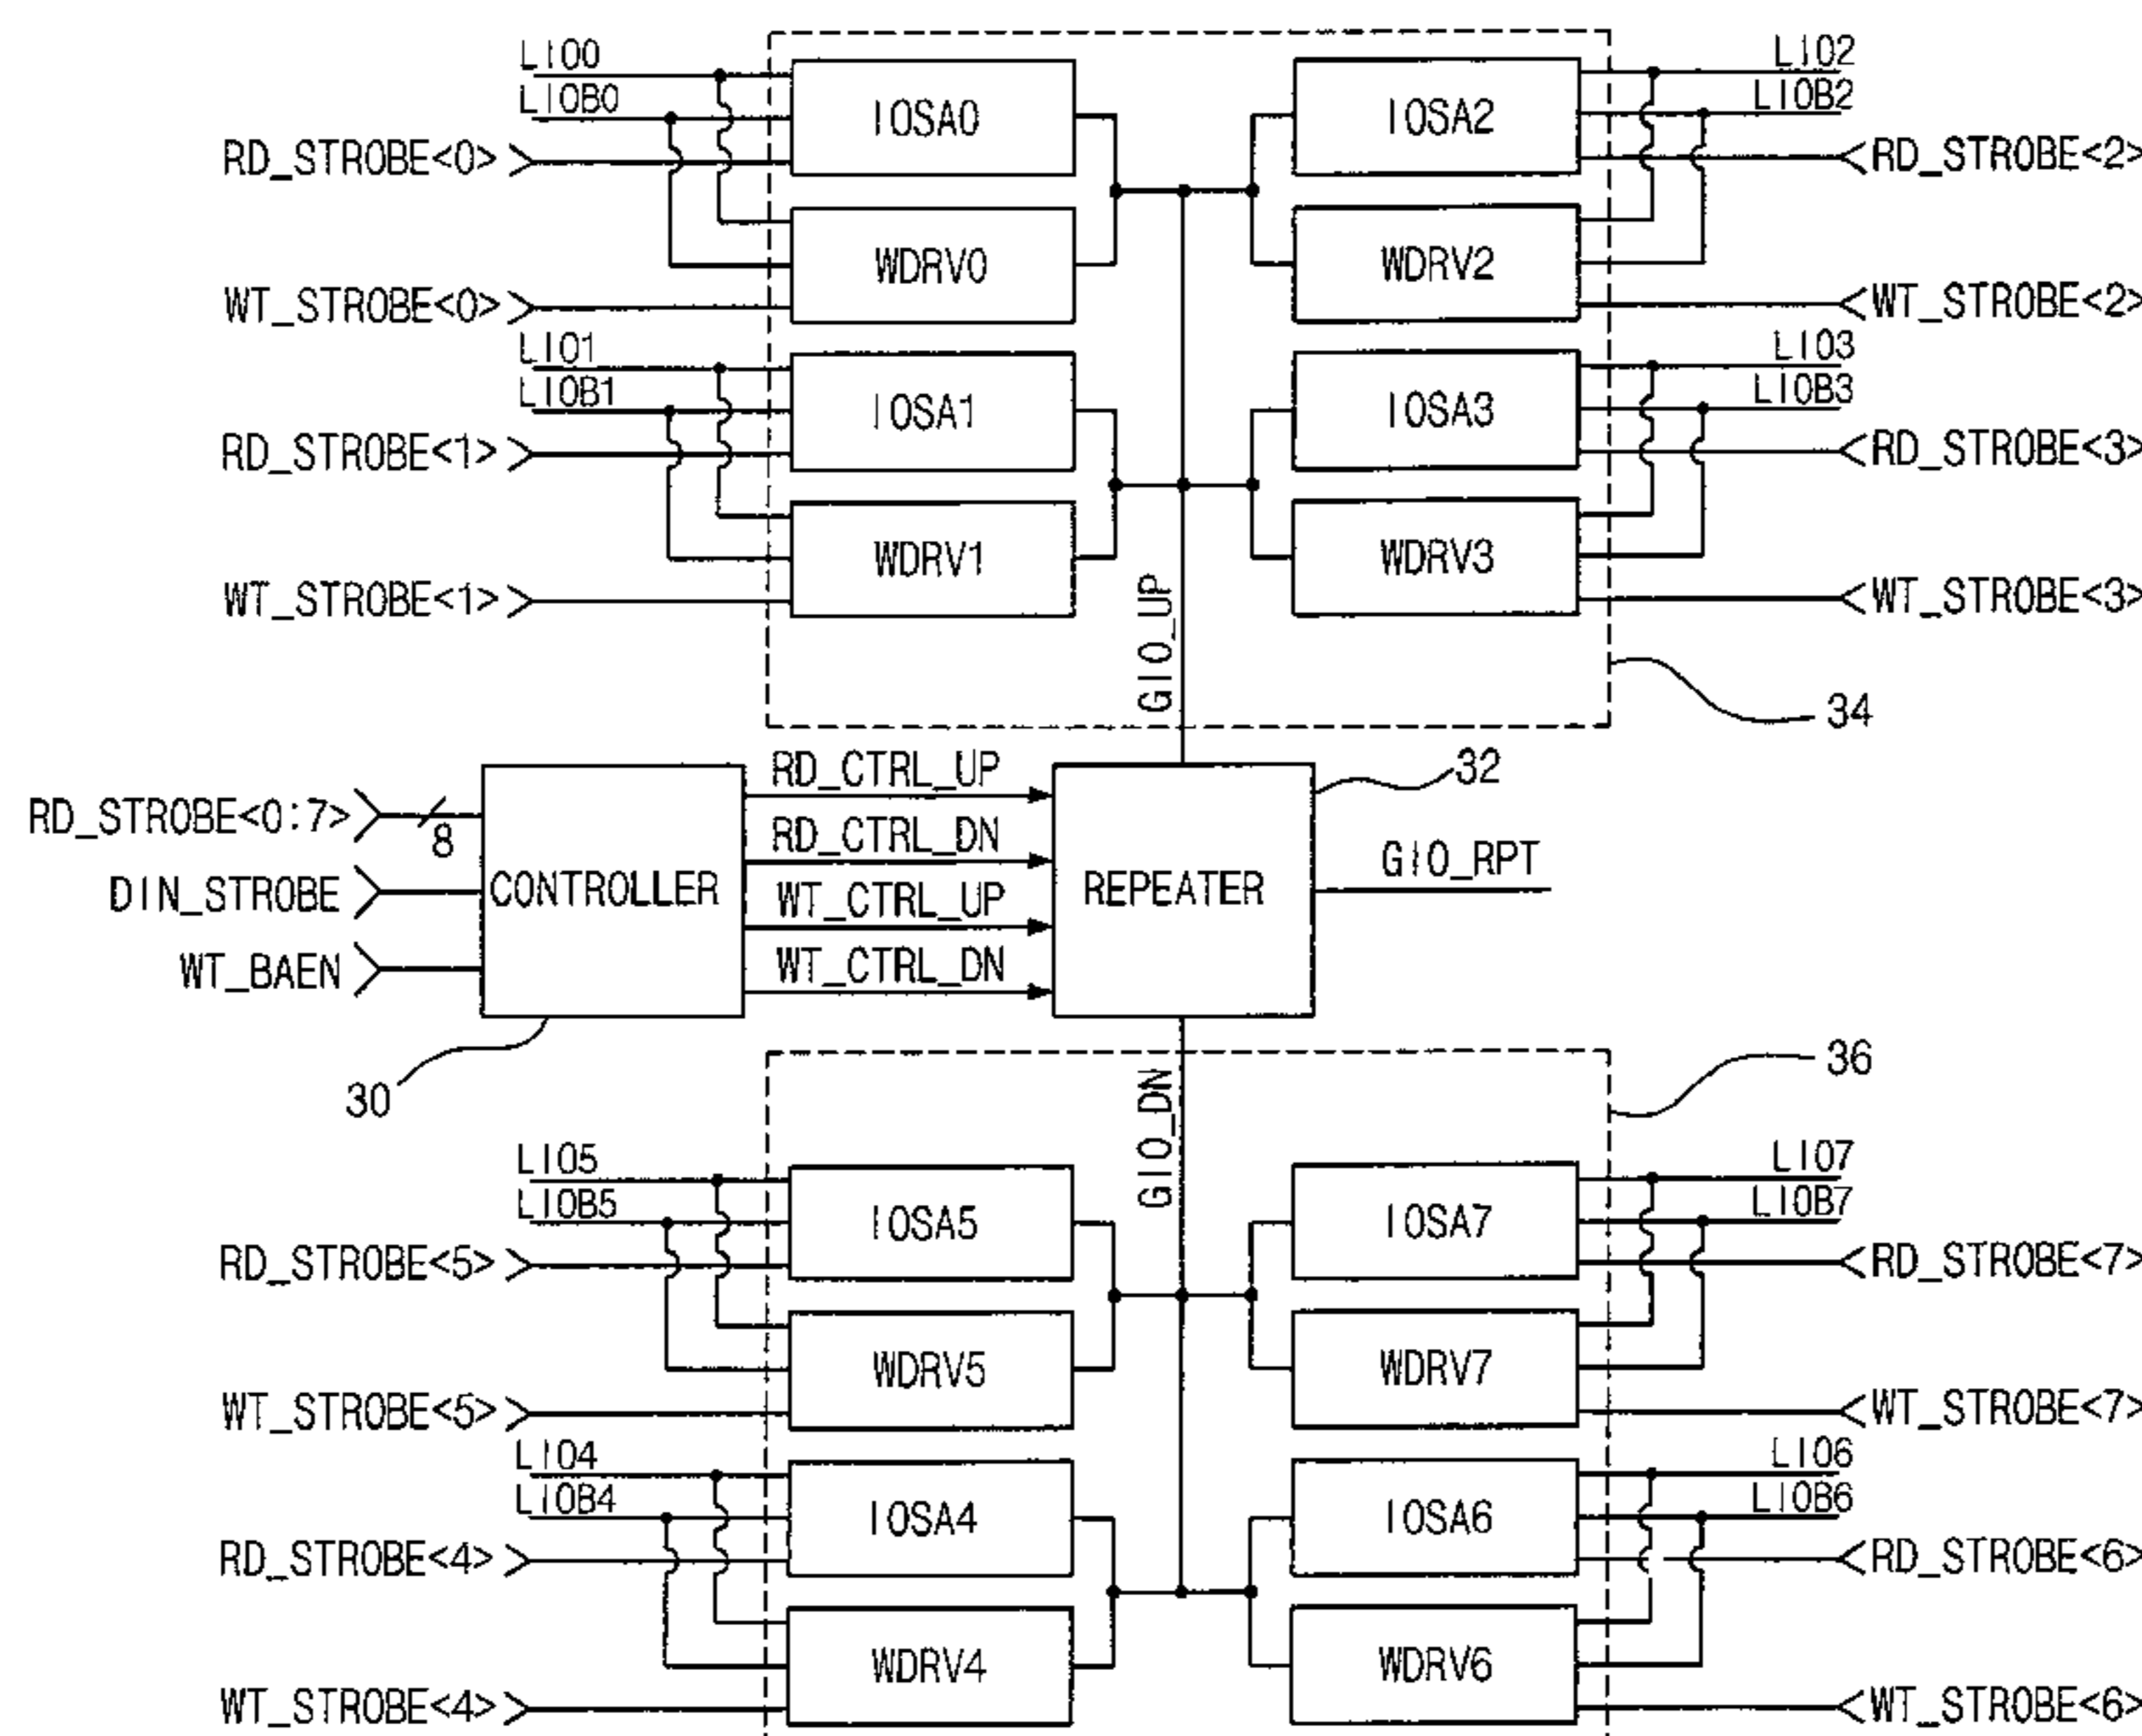 LIO0
LIOB0
RD_STROBE<0>
WT_STROBE<0>
LIO1
LIOB1
RD_STROBE<1>
WT_STROBE<1>
IOSA0
WDRV0
IOSA1
WDRV1
IOSA2
WDRV2
IOSA3
WDRV3
LIO2
LIOB2
RD_STROBE<2>
WT_STROBE<2>
LIO3
LIOB3
RD_STROBE<3>
WT_STROBE<3>
GIO_UP
34
RD_STROBE<0:7>
8
DIN_STROBE
WT_BAEN
CONTROLLER
30
RD_CTRL_UP
RD_CTRL_DN
WT_CTRL_UP
WT_CTRL_DN
REPEATER
32
GIO_RPT
GIO_DN
36
LIO5
LIOB5
RD_STROBE<5>
WT_STROBE<5>
LIO4
LIOB4
RD_STROBE<4>
WT_STROBE<4>
IOSA5
WDRV5
IOSA4
WDRV4
IOSA7
WDRV7
IOSA6
WDRV6
LIO7
LIOB7
RD_STROBE<7>
WT_STROBE<7>
LIO6
LIOB6
RD_STROBE<6>
WT_STROBE<6>